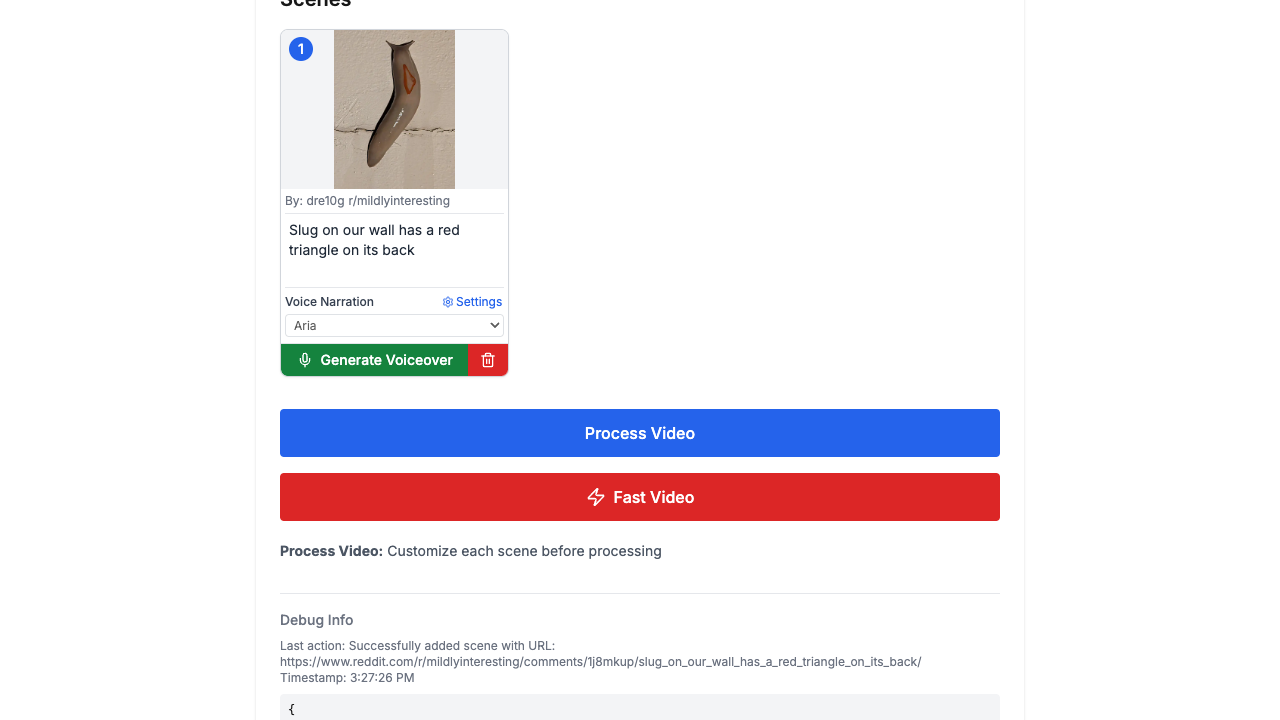 Scenes
1
By: dre10g r/mildlyinteresting
Slug on our wall has a red
triangle on its back
Voice Narration
Settings
Aria
Generate Voiceover
Process Video
Fast Video
Process Video: Customize each scene before processing
Debug Info
Last action: Successfully added scene with URL:
https://www.reddit.com/r/mildlyinteresting/comments/1j8mkup/slug_on_our_wall_has_a_red_triangle_on_its_back/
Timestamp: 3:27:26 PM
{